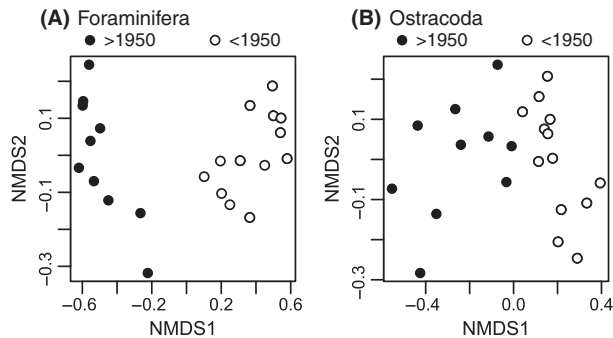 (A) Foraminifera
● >1950 ○ <1950
NMDS2
0.1
−0.1
−0.3
−0.6 −0.2 0.2 0.6
NMDS1
(B) Ostracoda
● >1950 ○ <1950
NMDS2
0.1
−0.1
−0.3
−0.4 0.0 0.4
NMDS1